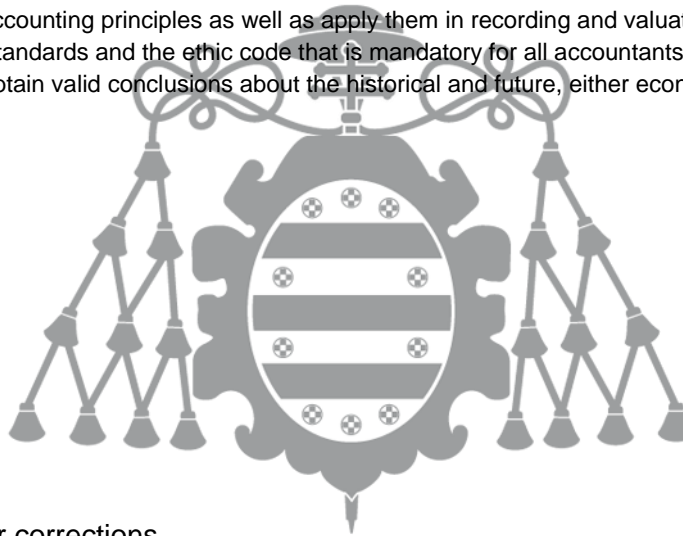 ccounting principles as well as apply them in recording and valuat
tandards and the ethic code that is mandatory for all accountants
otain valid conclusions about the historical and future, either econ
r corrections